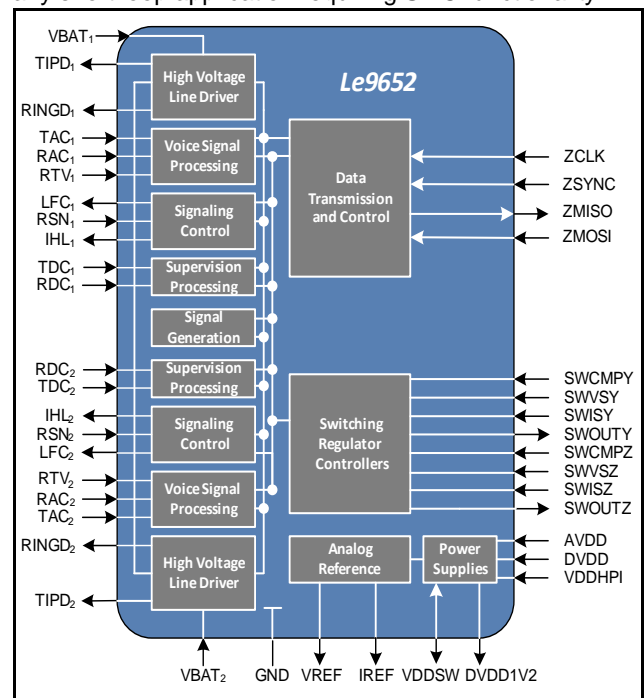 VBAT₁
TIPD₁
RINGD₁
TAC₁
RAC₁
RTV₁
LFC₁
RSN₁
IHL₁
TDC₁
RDC₁
RDC₂
TDC₂
IHL₂
RSN₂
LFC₂
RTV₂
RAC₂
TAC₂
RINGD₂
TIPD₂
High Voltage
Line Driver
Voice Signal
Processing
Signaling
Control
Supervision
Processing
Signal
Generation
Supervision
Processing
Signaling
Control
Voice Signal
Processing
High Voltage
Line Driver
Le9652
Data
Transmission
and Control
Switching
Regulator
Controllers
Analog
Reference
Power
Supplies
ZCLK
ZSYNC
ZMISO
ZMOSI
SWCMPY
SWVSY
SWISY
SWOUTY
SWCMPZ
SWVSZ
SWISZ
SWOUTZ
AVDD
DVDD
VDDHPI
VBAT₂
GND
VREF
IREF
VDDSW
DVDD1V2